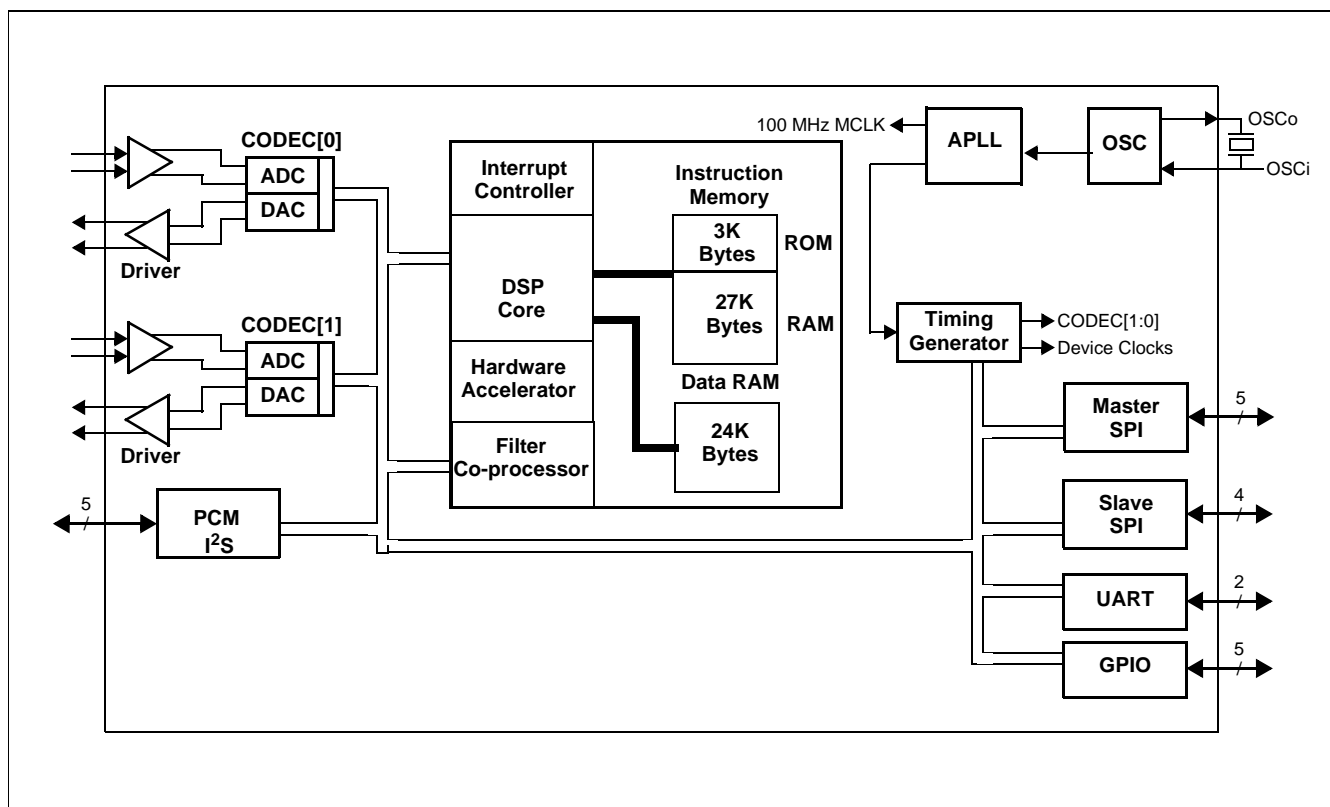 CODEC[0]
ADC
DAC
Driver
CODEC[1]
ADC
DAC
Driver
5
PCM
I²S
Interrupt
Controller
DSP
Core
Hardware
Accelerator
Filter
Co-processor
Instruction
Memory
3K
Bytes
ROM
27K
Bytes
RAM
Data RAM
24K
Bytes
100 MHz MCLK
APLL
OSC
OSCo
OSCi
Timing
Generator
CODEC[1:0]
Device Clocks
Master
SPI
5
Slave
SPI
4
UART
2
GPIO
5